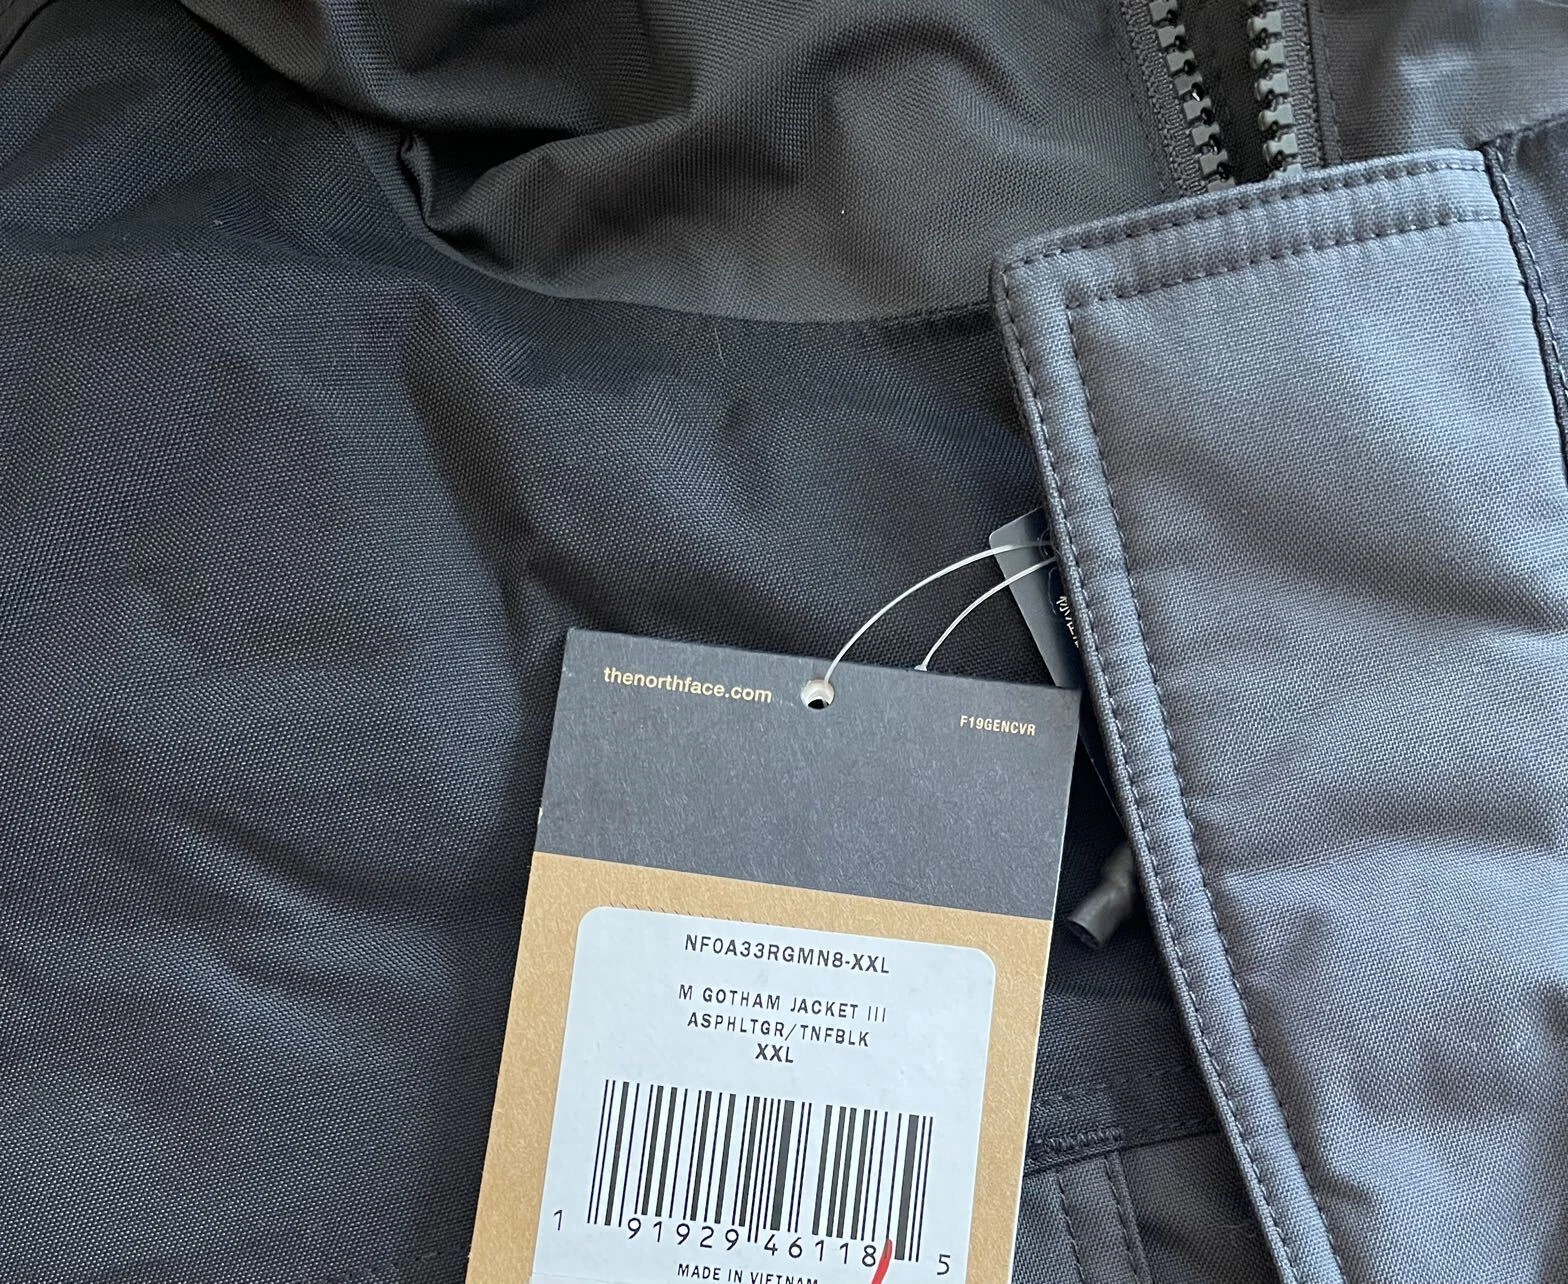 thenorthface.com
F19GENCVR
NF0A33RGMN8-XXL
M GOTHAM JACKET III
ASPHLTGR/TNFBLK
XXL
1 91929 46118 5
MADE IN VIETNAM